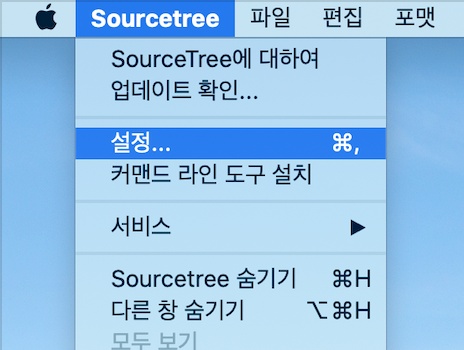 Sourcetree 파일 편집 포맷
SourceTree에 대하여
업데이트 확인...
설정... ⌘,
커맨드 라인 도구 설치
서비스 ▶
Sourcetree 숨기기 ⌘H
다른 창 숨기기 ⌥⌘H
모두 보기